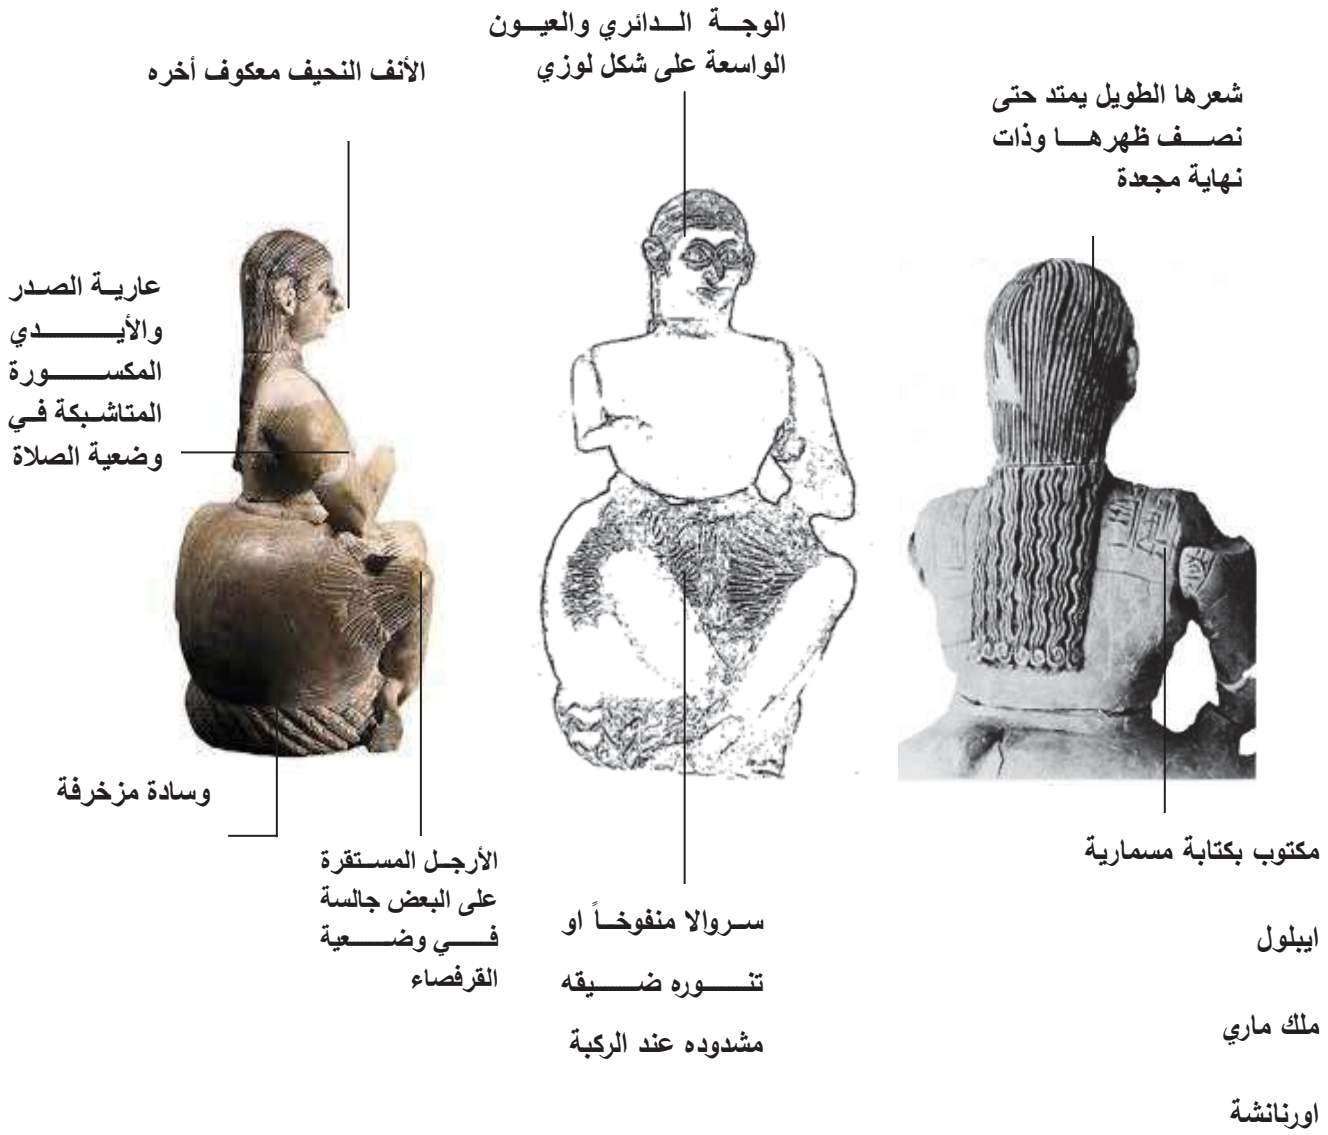 الوجة الدائري والعيون
الواسعة على شكل لوزي
الأنف النحيف معكوف أخره
شعرها الطويل يمتد حتى
نصف ظهرها وذات
نهاية مجعدة
عارية الصدر
والأيدي
المكسورة
المتاشبكة في
وضعية الصلاة
وسادة مزخرفة
الأرجل المستقرة
على البعض جالسة
في وضعية
القرفصاء
سروالا منفوخاً او
تنوره ضيقه
مشدوده عند الركبة
مكتوب بكتابة مسمارية
ايبلول
ملك ماري
اورنانشة